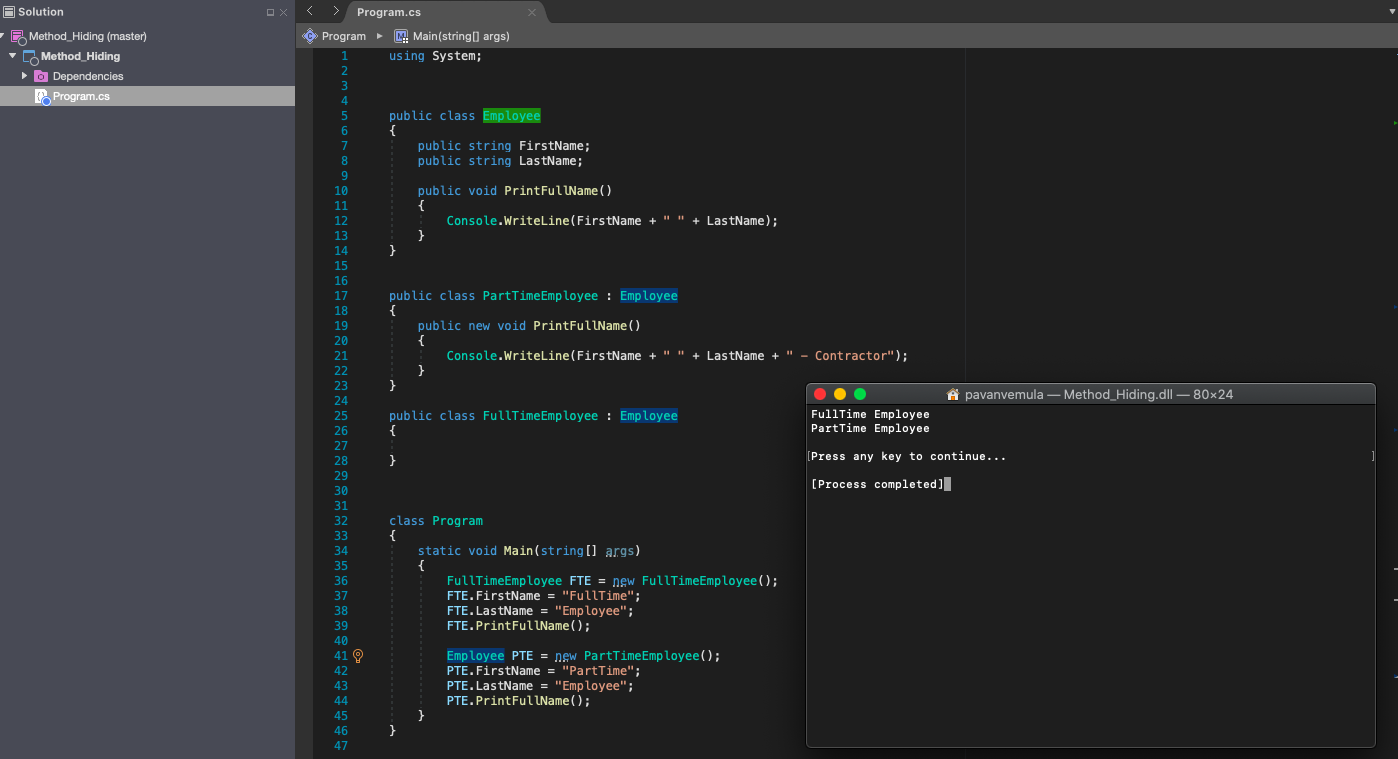 Solution
Method_Hiding (master)
Method_Hiding
Dependencies
Program.cs
Program.cs
Program ▸ Main(string[] args)
1 using System;
2
3
4
5 public class Employee
6 {
7 public string FirstName;
8 public string LastName;
9
10 public void PrintFullName()
11 {
12 Console.WriteLine(FirstName + " " + LastName);
13 }
14 }
15
16
17 public class PartTimeEmployee : Employee
18 {
19 public new void PrintFullName()
20 {
21 Console.WriteLine(FirstName + " " + LastName + " - Contractor");
22 }
23 }
24
25 public class FullTimeEmployee : Employee
26 {
27
28 }
29
30
31
32 class Program
33 {
34 static void Main(string[] args)
35 {
36 FullTimeEmployee FTE = new FullTimeEmployee();
37 FTE.FirstName = "FullTime";
38 FTE.LastName = "Employee";
39 FTE.PrintFullName();
40
41 Employee PTE = new PartTimeEmployee();
42 PTE.FirstName = "PartTime";
43 PTE.LastName = "Employee";
44 PTE.PrintFullName();
45 }
46 }
47
pavanvemula — Method_Hiding.dll — 80×24
FullTime Employee
PartTime Employee
[Press any key to continue... ]
[Process completed]